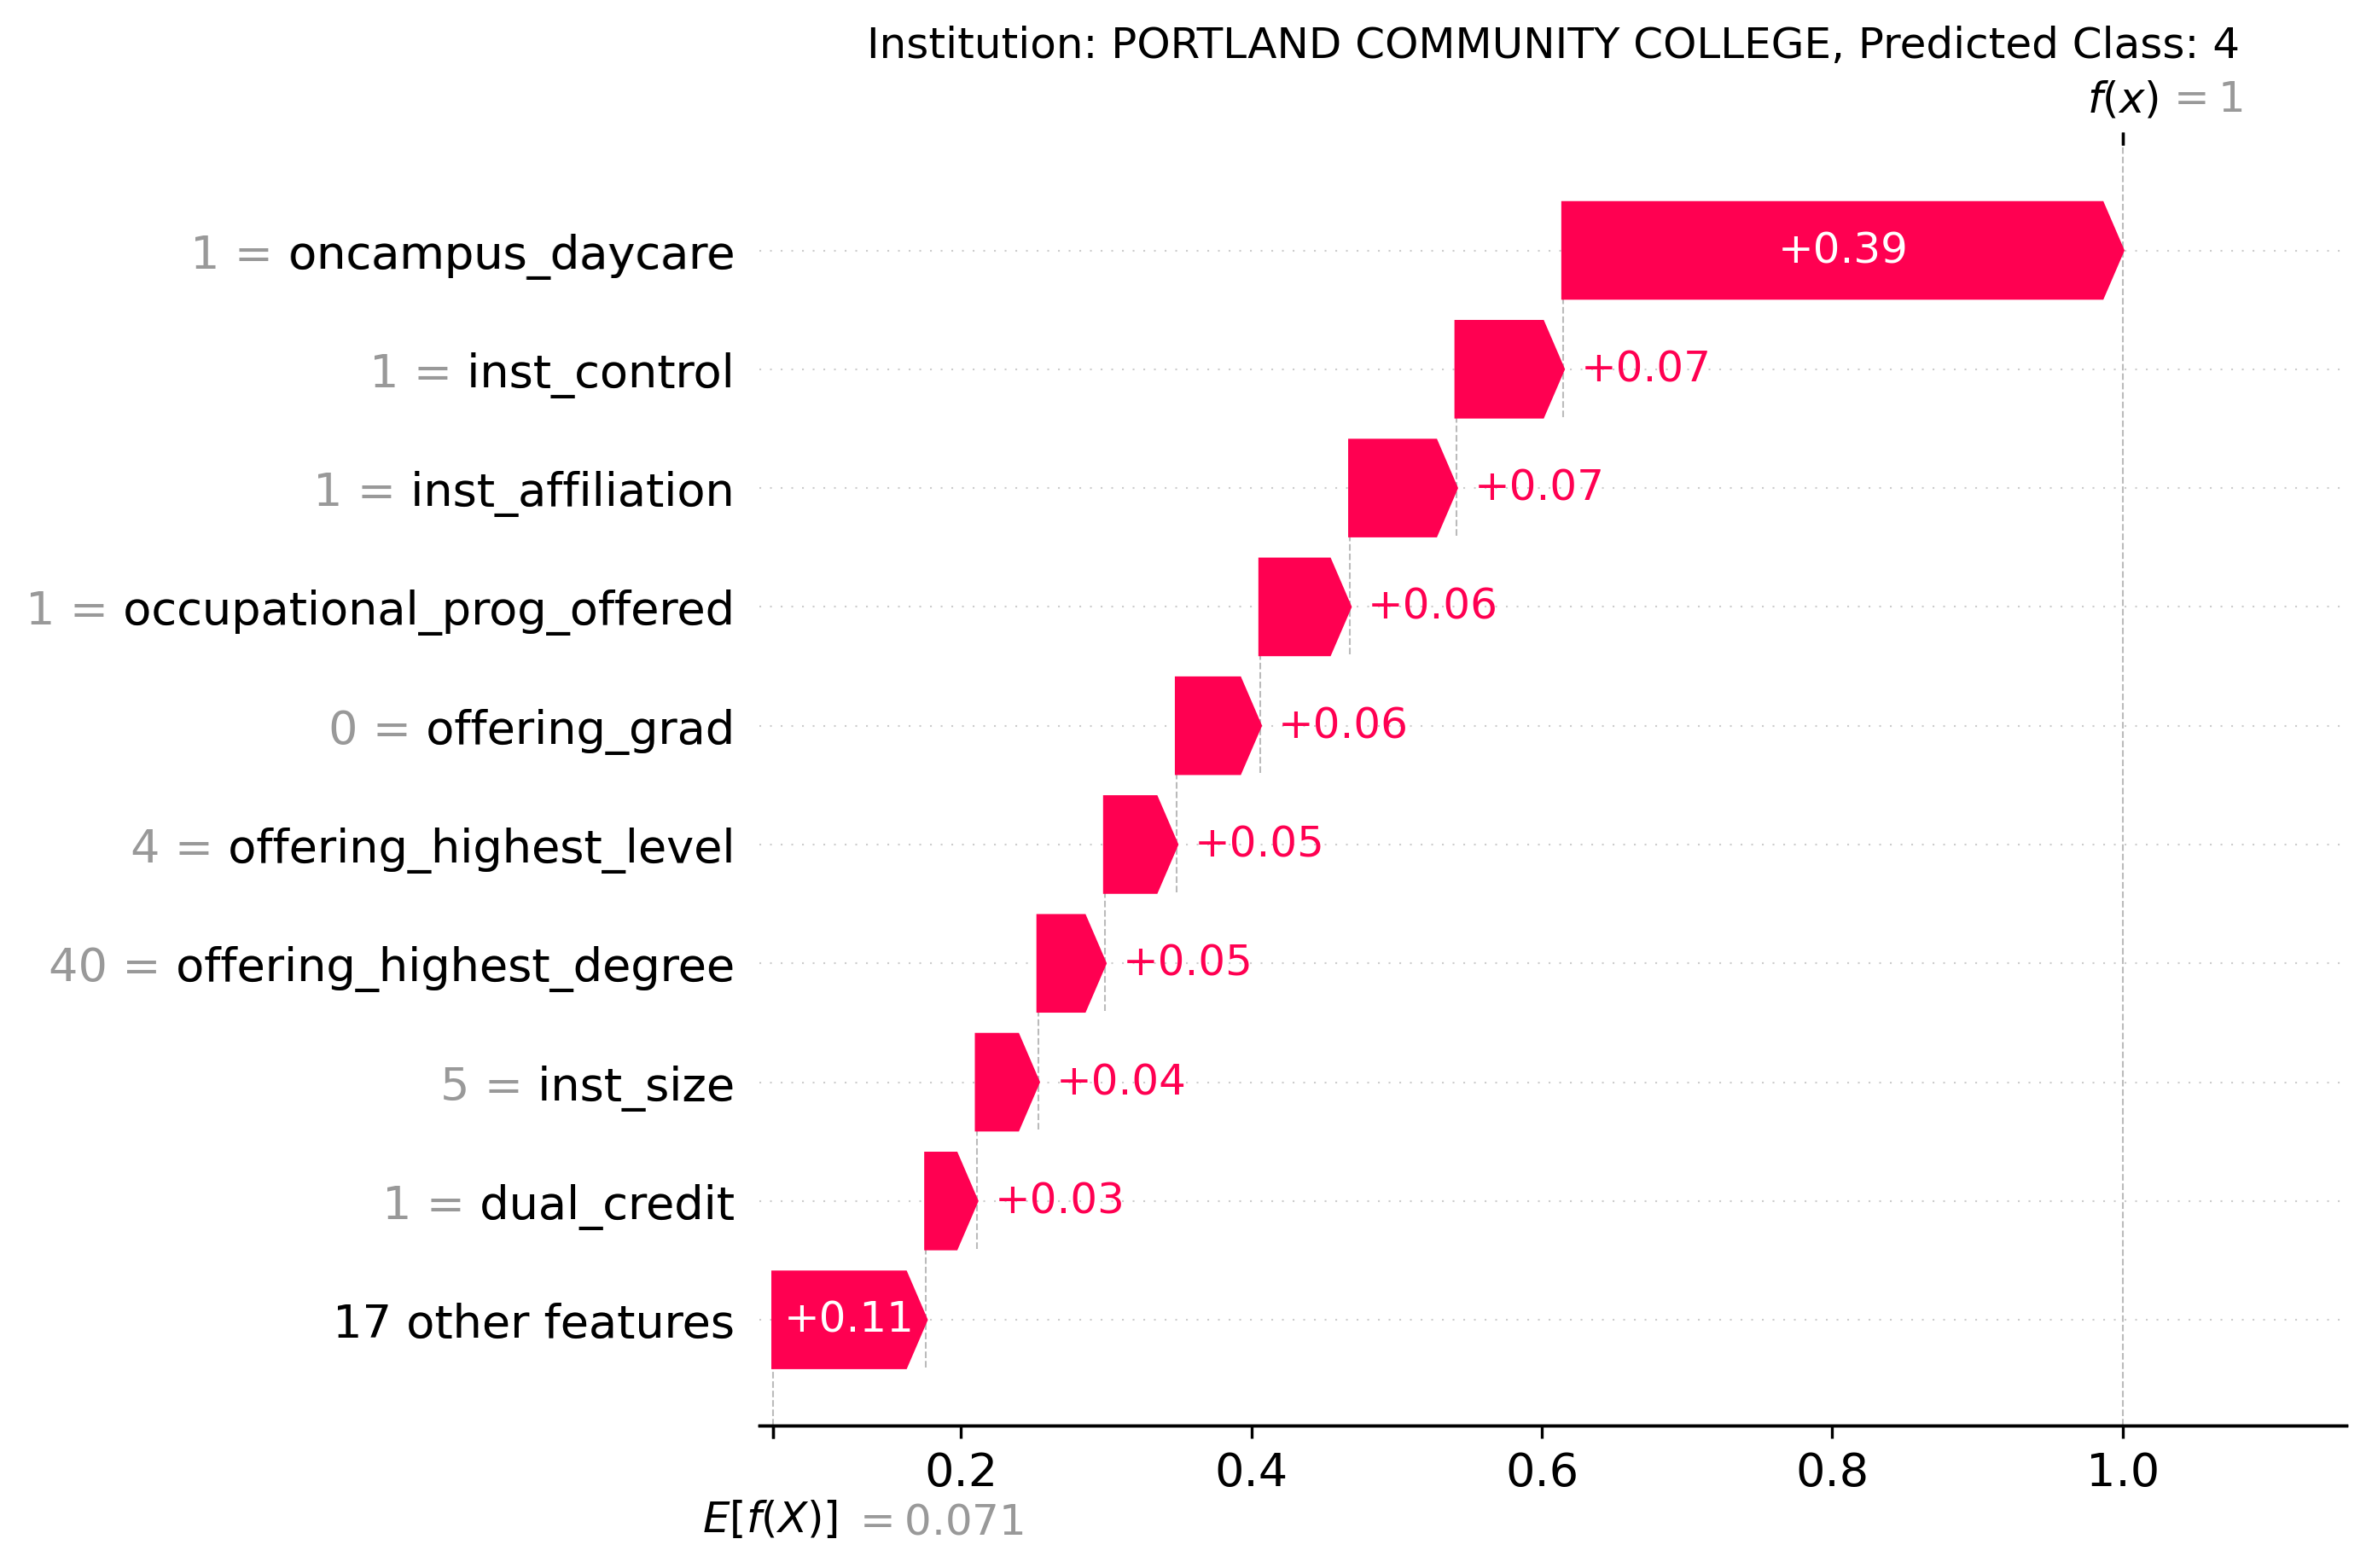 Institution: PORTLAND COMMUNITY COLLEGE, Predicted Class: 4
f(x) = 1
1 = oncampus_daycare +0.39
1 = inst_control +0.07
1 = inst_affiliation +0.07
1 = occupational_prog_offered +0.06
0 = offering_grad +0.06
4 = offering_highest_level +0.05
40 = offering_highest_degree +0.05
5 = inst_size +0.04
1 = dual_credit +0.03
17 other features +0.11
0.2 0.4 0.6 0.8 1.0
E[f(X)] = 0.071